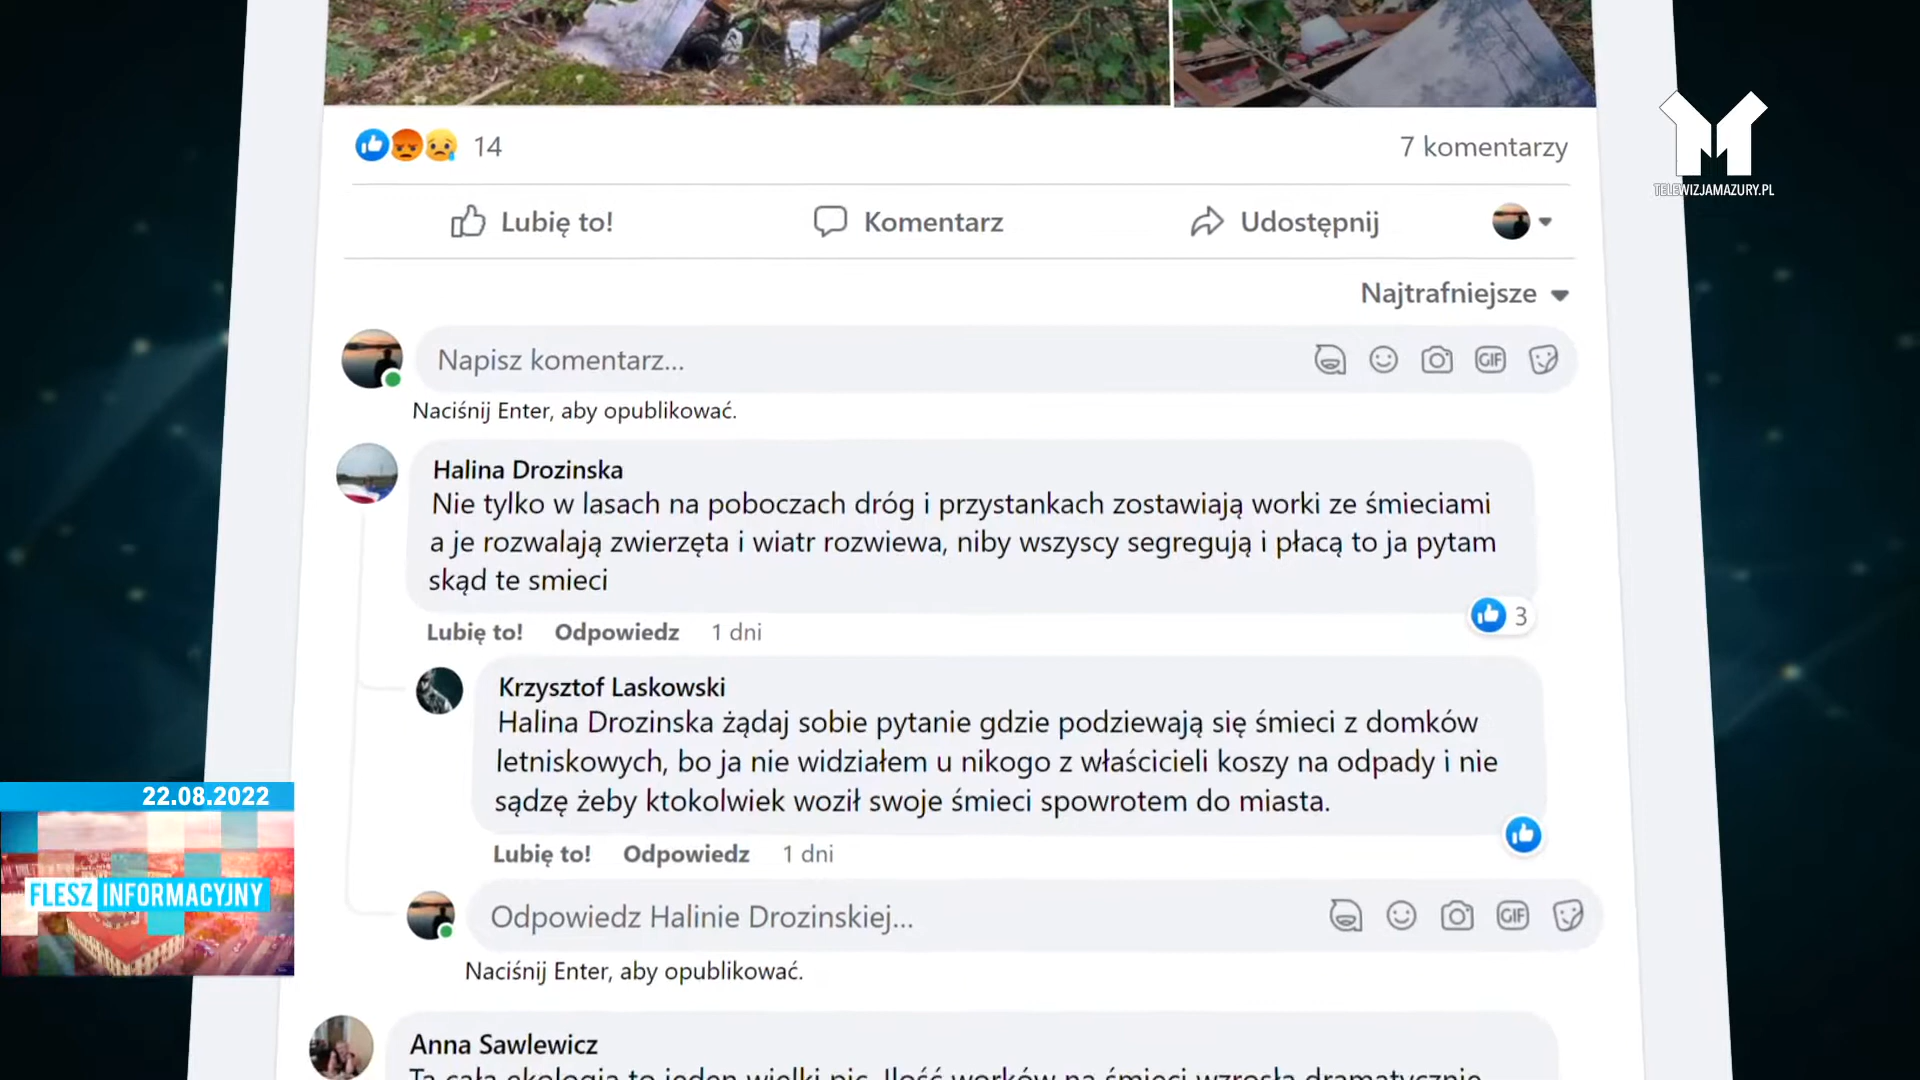 14
7 komentarzy
TELEWIZJAMAZURY.PL
Lubię to!
Komentarz
Udostępnij
Najtrafniejsze
Napisz komentarz...
GIF
Naciśnij Enter, aby opublikować.
Halina Drozinska
Nie tylko w lasach na poboczach dróg i przystankach zostawiają worki ze śmieciami
a je rozwalają zwierzęta i wiatr rozwiewa, niby wszyscy segregują i płacą to ja pytam
skąd te smieci
3
Lubię to! Odpowiedz 1 dni
Krzysztof Laskowski
Halina Drozinska żądaj sobie pytanie gdzie podziewają się śmieci z domków
letniskowych, bo ja nie widziałem u nikogo z właścicieli koszy na odpady i nie
sądzę żeby ktokolwiek woził swoje śmieci spowrotem do miasta.
Lubię to! Odpowiedz 1 dni
22.08.2022
FLESZ INFORMACYJNY
Odpowiedz Halinie Drozinskiej...
GIF
Naciśnij Enter, aby opublikować.
Anna Sawlewicz
Ta cała ekologia to jeden wielki pic. Ilość worków na śmieci wzrosła dramatycznie